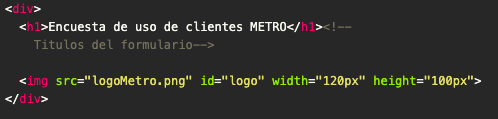 <div>
<h1>Encuesta de uso de clientes METRO</h1><!--
Titulos del formulario-->
<img src="logoMetro.png" id="logo" width="120px" height="100px">
</div>